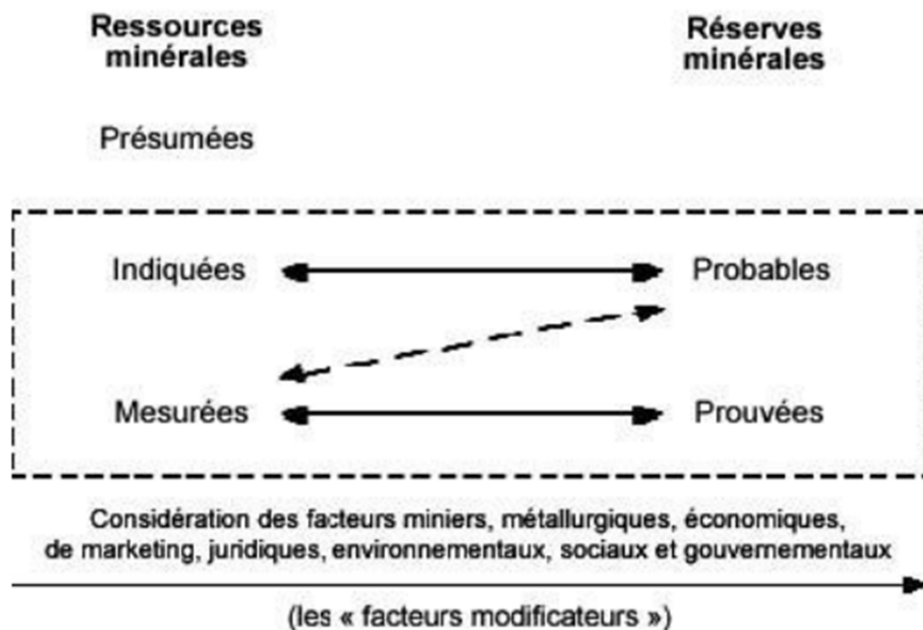 Ressources
minérales
Réserves
minérales
Présumées
Indiquées
Probables
Mesurées
Prouvées
Considération des facteurs miniers, métallurgiques, économiques,
de marketing, juridiques, environnementaux, sociaux et gouvernementaux
(les « facteurs modificateurs »)